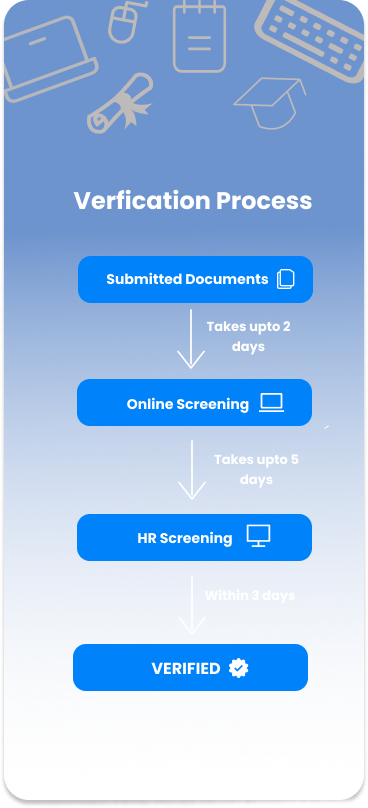 Verfication Process
Submitted Documents
Takes upto 2
days
Online Screening
Takes upto 5
days
HR Screening
Within 3 days
VERIFIED